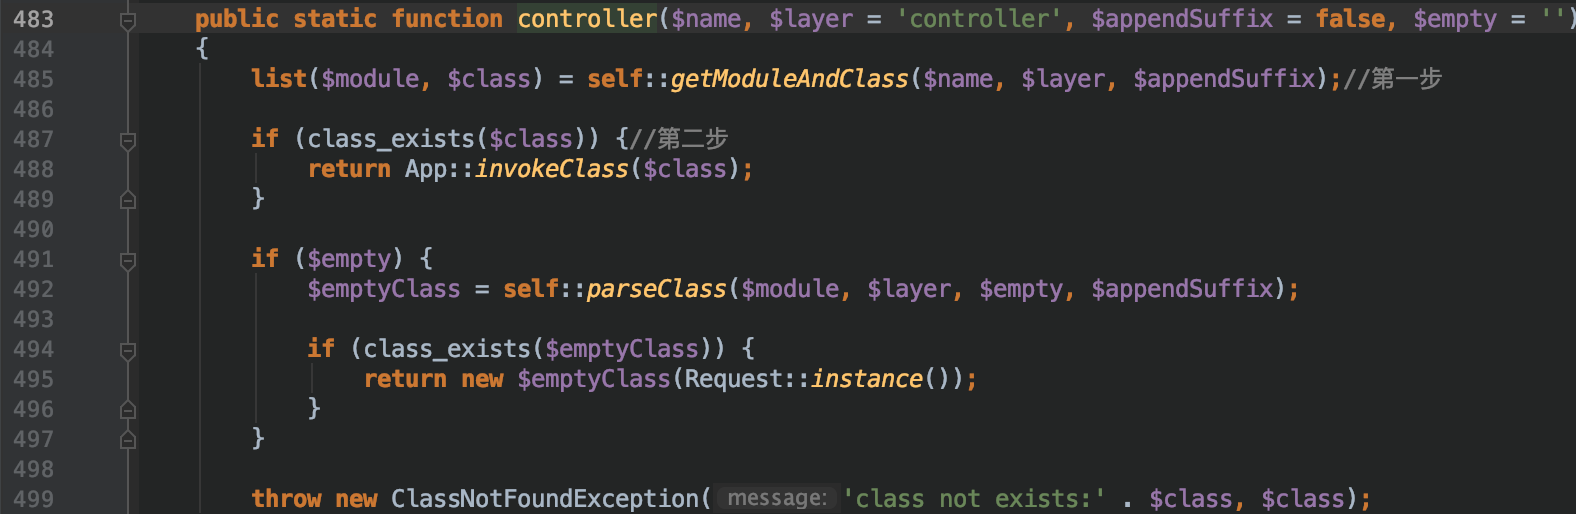 483 public static function controller($name, $layer = 'controller', $appendSuffix = false, $empty = '')
484 {
485 list($module, $class) = self::getModuleAndClass($name, $layer, $appendSuffix);//第一步
486
487 if (class_exists($class)) {//第二步
488 return App::invokeClass($class);
489 }
490
491 if ($empty) {
492 $emptyClass = self::parseClass($module, $layer, $empty, $appendSuffix);
493
494 if (class_exists($emptyClass)) {
495 return new $emptyClass(Request::instance());
496 }
497 }
498
499 throw new ClassNotFoundException( message: 'class not exists:' . $class, $class);